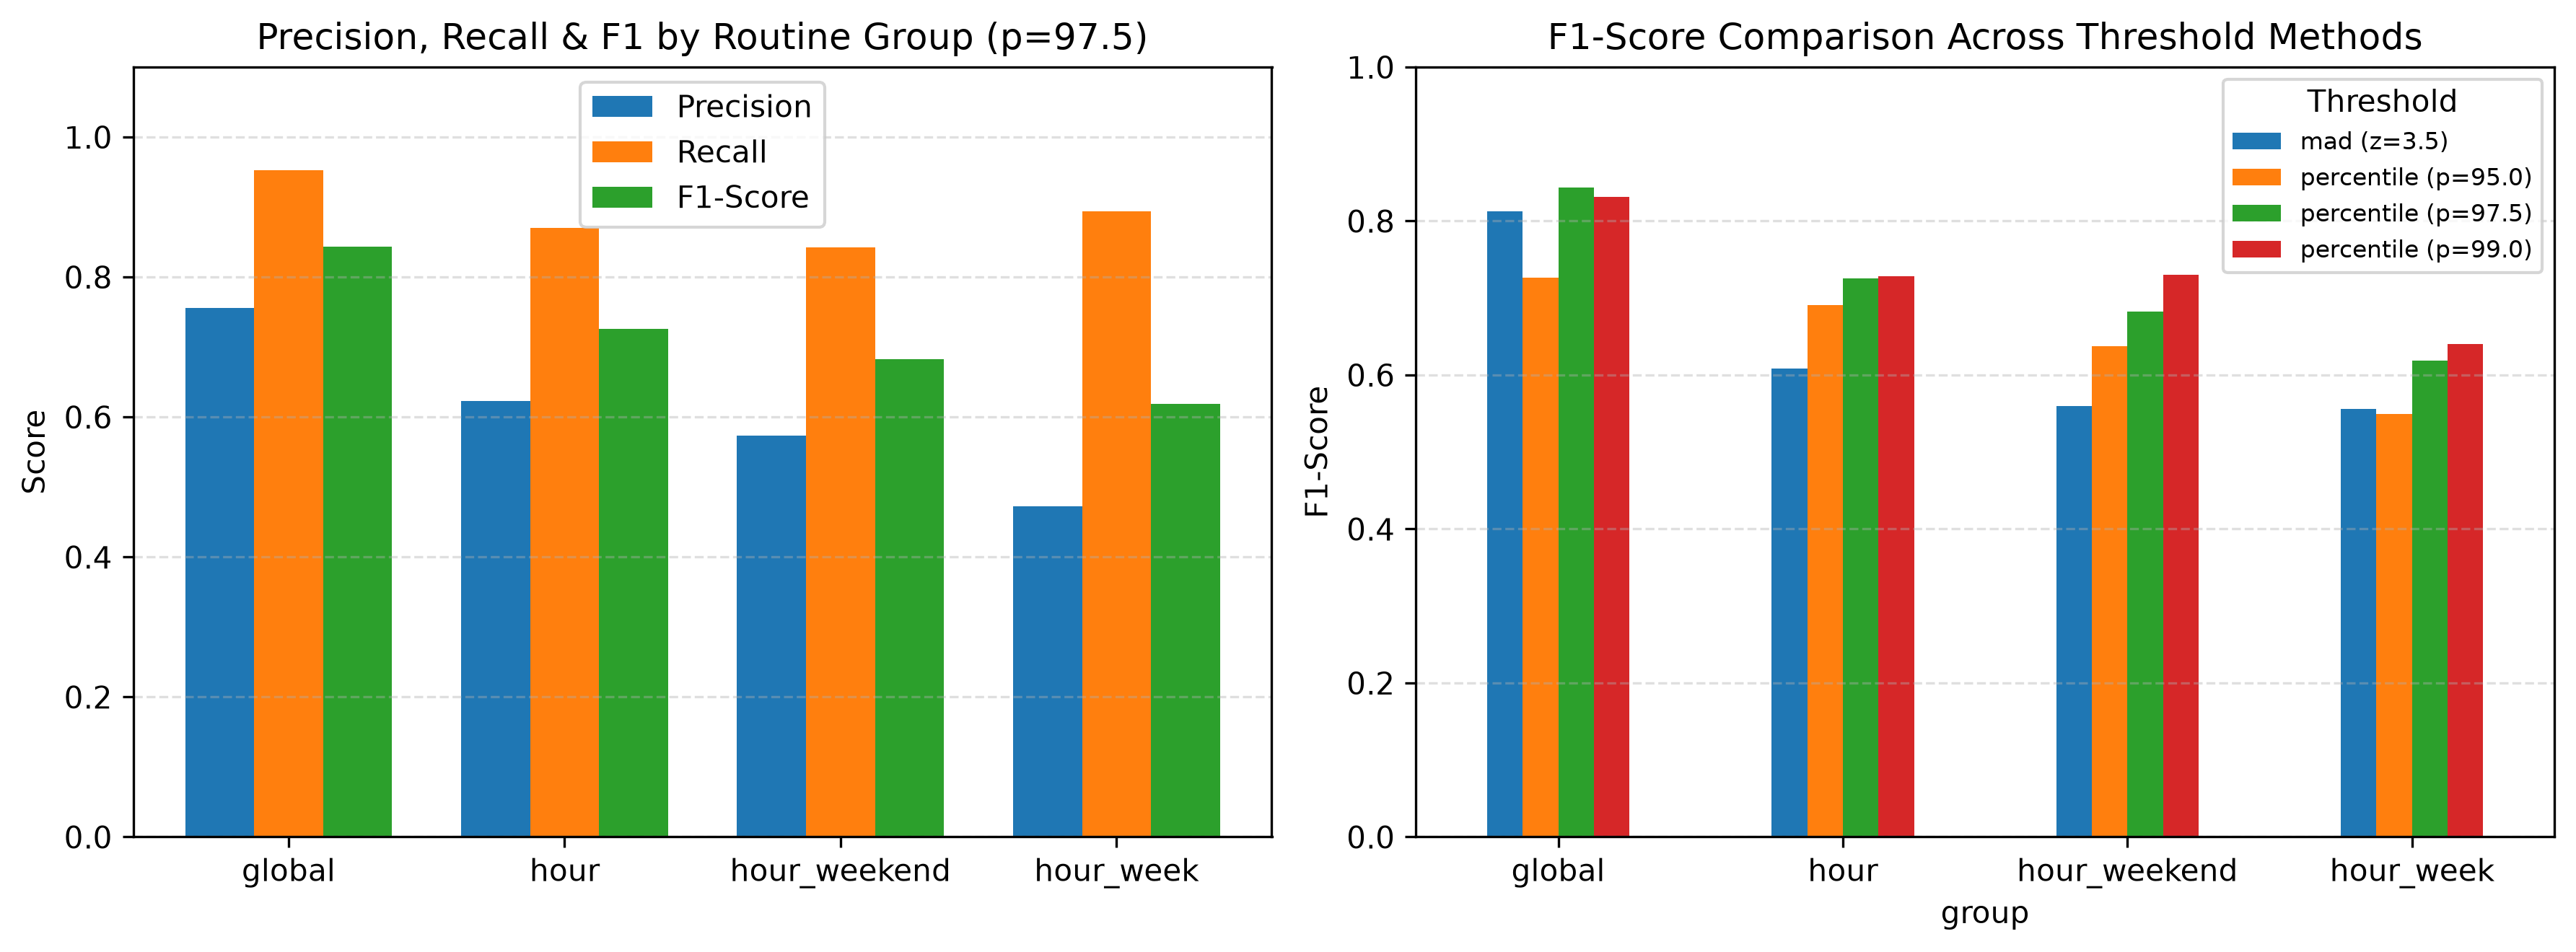 Precision, Recall & F1 by Routine Group (p=97.5)
Precision
Recall
F1-Score
Score
1.0
0.8
0.6
0.4
0.2
0.0
global hour hour_weekend hour_week
F1-Score Comparison Across Threshold Methods
Threshold
mad (z=3.5)
percentile (p=95.0)
percentile (p=97.5)
percentile (p=99.0)
F1-Score
1.0
0.8
0.6
0.4
0.2
0.0
global hour hour_weekend hour_week
group